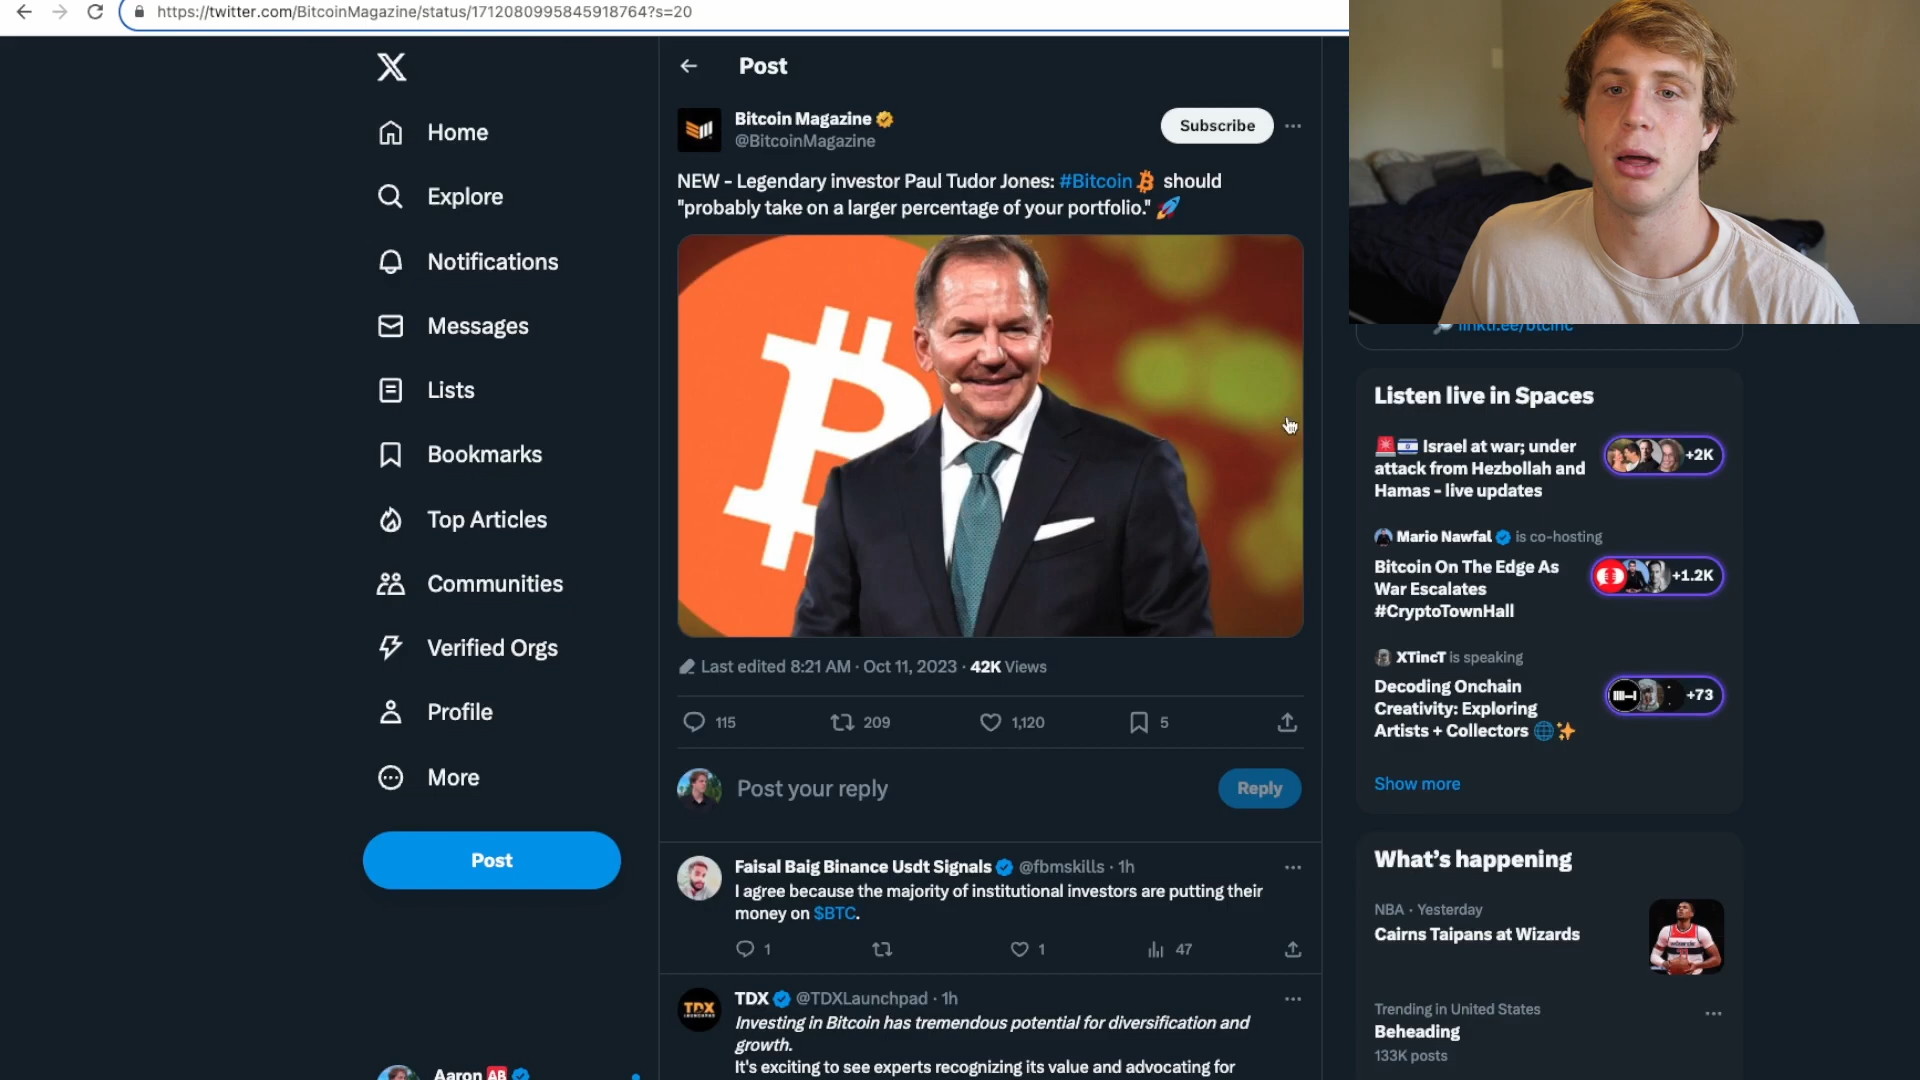 https://twitter.com/BitcoinMagazine/status/1712080995845918764?s=20
Home
Explore
Notifications
Messages
Lists
Bookmarks
Top Articles
Communities
Verified Orgs
Profile
More
Post
Aaron AB
Post
Bitcoin Magazine
@BitcoinMagazine
Subscribe
NEW - Legendary investor Paul Tudor Jones: #Bitcoin should
"probably take on a larger percentage of your portfolio."
Last edited 8:21 AM · Oct 11, 2023 · 42K Views
115 209 1,120 5
Post your reply
Reply
Faisal Baig Binance Usdt Signals @fbmskills · 1h
I agree because the majority of institutional investors are putting their
money on $BTC.
1 1 47
TDX @TDXLaunchpad · 1h
Investing in Bitcoin has tremendous potential for diversification and
growth.
It's exciting to see experts recognizing its value and advocating for
linktr.ee/btcinc
Listen live in Spaces
Israel at war; under
attack from Hezbollah and
Hamas - live updates
+2K
Mario Nawfal is co-hosting
Bitcoin On The Edge As
War Escalates
#CryptoTownHall
+1.2K
XTincT is speaking
Decoding Onchain
Creativity: Exploring
Artists + Collectors
+73
Show more
What's happening
NBA · Yesterday
Cairns Taipans at Wizards
Trending in United States
Beheading
133K posts